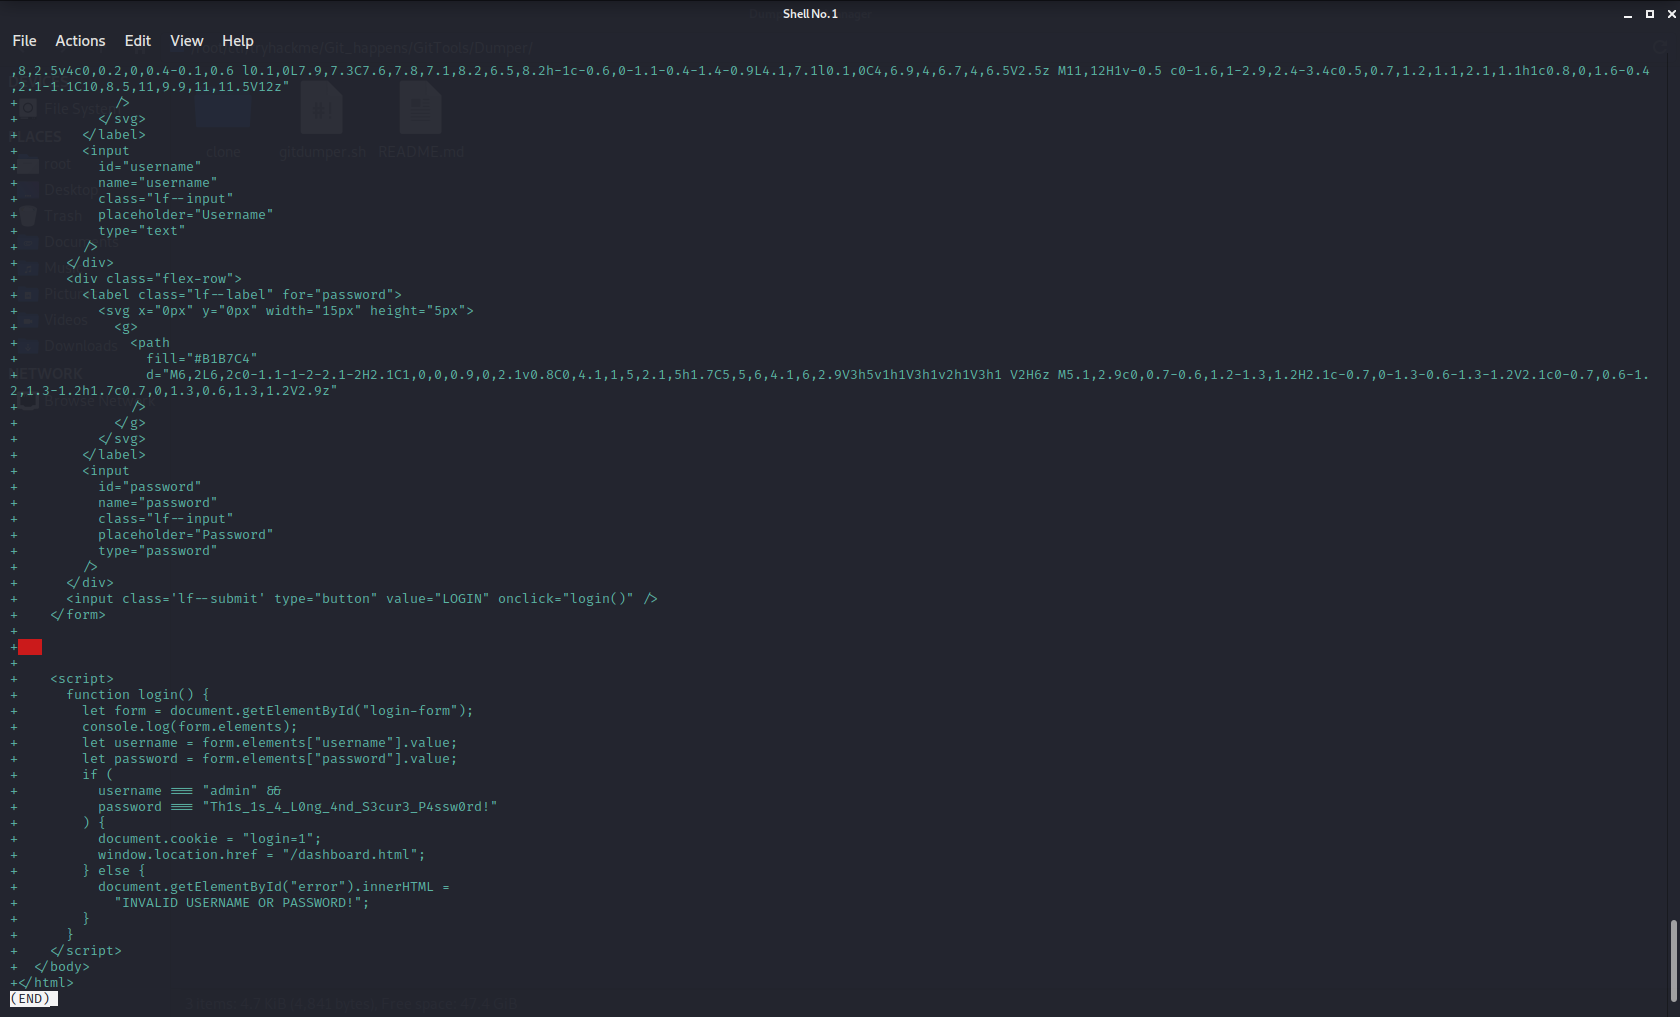 Shell No. 1
File Actions Edit View Help
,8,2.5v4c0,0.2,0,0.4-0.1,0.6 l0.1,0L7.9,7.3C7.6,7.8,7.1,8.2,6.5,8.2h-1c-0.6,0-1.1-0.4-1.4-0.9L4.1,7.1l0.1,0C4,6.9,4,6.7,4,6.5V2.5z M11,12H1v-0.5 c0-1.6,1-2.9,2.4-3.4c0.5,0.7,1.2,1.1,2.1,1.1h1c0.8,0,1.6-0.4
,2.1-1.1C10,8.5,11,9.9,11,11.5V12z"
+             />
+           </svg>
+         </label>
+         <input
+           id="username"
+           name="username"
+           class="lf--input"
+           placeholder="Username"
+           type="text"
+         />
+       </div>
+       <div class="flex-row">
+         <label class="lf--label" for="password">
+           <svg x="0px" y="0px" width="15px" height="5px">
+             <g>
+               <path
+                 fill="#B1B7C4"
+                 d="M6,2L6,2c0-1.1-1-2-2.1-2H2.1C1,0,0,0.9,0,2.1v0.8C0,4.1,1,5,2.1,5h1.7C5,5,6,4.1,6,2.9V3h5v1h1V3h1v2h1V3h1 V2H6z M5.1,2.9c0,0.7-0.6,1.2-1.3,1.2H2.1c-0.7,0-1.3-0.6-1.3-1.2V2.1c0-0.7,0.6-1.
2,1.3-1.2h1.7c0.7,0,1.3,0.6,1.3,1.2V2.9z"
+               />
+             </g>
+           </svg>
+         </label>
+         <input
+           id="password"
+           name="password"
+           class="lf--input"
+           placeholder="Password"
+           type="password"
+         />
+       </div>
+       <input class='lf--submit' type="button" value="LOGIN" onclick="login()" />
+     </form>
+
+
+
+     <script>
+       function login() {
+         let form = document.getElementById("login-form");
+         console.log(form.elements);
+         let username = form.elements["username"].value;
+         let password = form.elements["password"].value;
+         if (
+           username === "admin" &&
+           password === "Th1s_1s_4_L0ng_4nd_S3cur3_P4ssw0rd!"
+         ) {
+           document.cookie = "login=1";
+           window.location.href = "/dashboard.html";
+         } else {
+           document.getElementById("error").innerHTML =
+             "INVALID USERNAME OR PASSWORD!";
+         }
+       }
+     </script>
+   </body>
+</html>
(END)